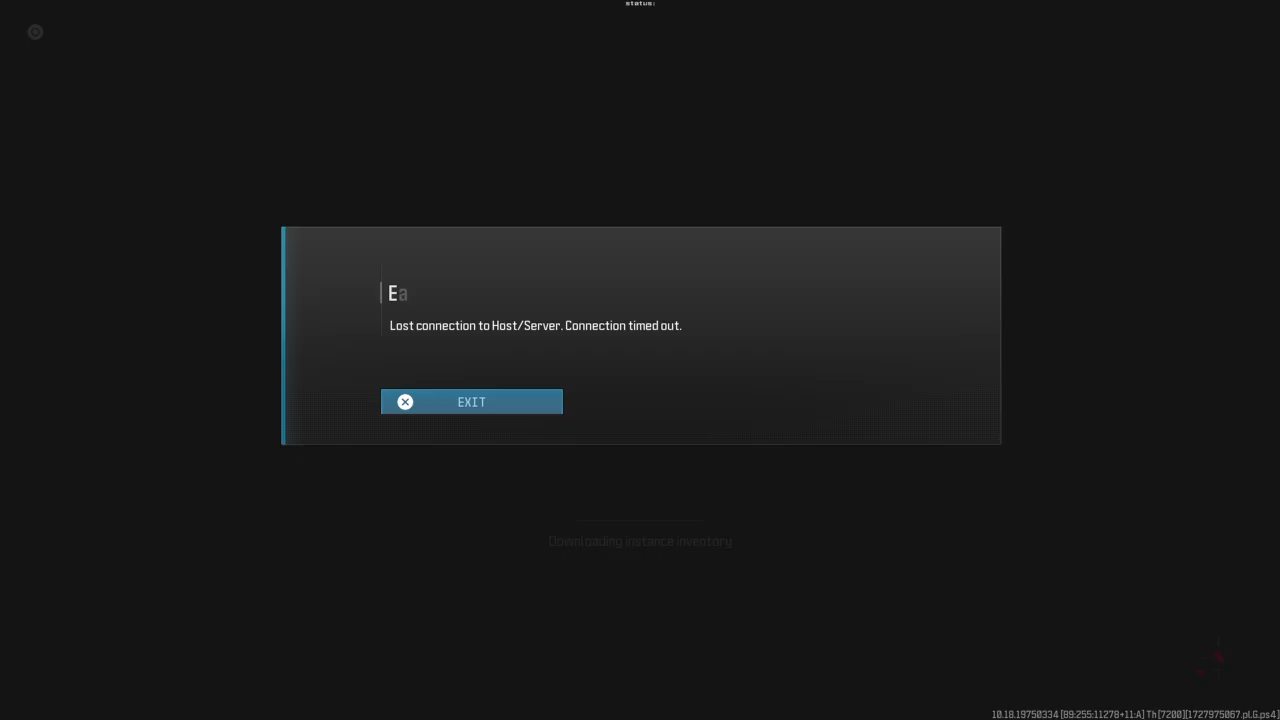 status:
Ea
Lost connection to Host/Server. Connection timed out.
EXIT
Downloading instance inventory
10.18.19750334 [89:255:11278+11:A] Th[7200][1727975067.pl.G.ps4]